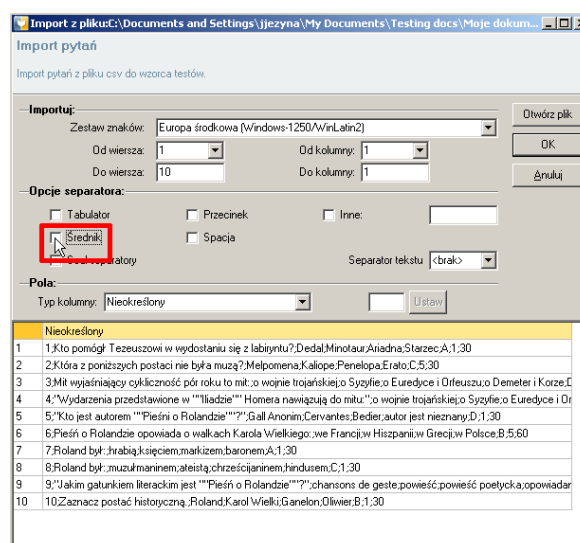 Import z pliku:C:\Documents and Settings\jjezyna\My Documents\Testing docs\Moje dokum...
Import pytań
Import pytań z pliku csv do wzorca testów.
Importuj:
Otwórz plik
Zestaw znaków: Europa środkowa (Windows-1250/WinLatin2)
OK
Od wiersza: 1 Od kolumny: 1
Do wiersza: 10 Do kolumny: 1
Anuluj
Opcje separatora:
Tabulator Przecinek Inne:
Średnik Spacja
separatory Separator tekstu <brak>
Pola:
Typ kolumny: Nieokreślony Ustaw
Nieokreślony
1 1;Kto pomógł Tezeuszowi w wydostaniu się z labiryntu?;Dedal;Minotaur;Ariadna;Starzec;A;1;30
2 2;Która z poniższych postaci nie była muzą?;Melpomena;Kaliope;Penelopa;Erato;C;5;30
3 3;Mit wyjaśniający cykliczność pór roku to mit:;o wojnie trojańskiej;o Syzyfie;o Eurydyce i Orfeuszu;o Demeter i Korze;D
4 4;"Wydarzenia przedstawione w ""Iliadzie"" Homera nawiązują do mitu:";o wojnie trojańskiej;o Syzyfie;o Eurydyce i Or
5 5;"Kto jest autorem ""Pieśni o Rolandzie""?";Gall Anonim;Cervantes;Bedier;autor jest nieznany;D;1;30
6 6;Pieśń o Rolandzie opowiada o walkach Karola Wielkiego:;we Francji;w Hiszpanii;w Grecji;w Polsce;B;5;60
7 7;Roland był:;hrabią;księciem;markizem;baronem;A;1;30
8 8;Roland był:;muzułmaninem;ateistą;chrześcijaninem;hindusem;C;1;30
9 9;"Jakim gatunkiem literackim jest ""Pieśń o Rolandzie""?";chansons de geste;powieść;powieść poetycka;opowiadan
10 10;Zaznacz postać historyczną.;Roland;Karol Wielki;Ganelon;Oliwier;B;1;30